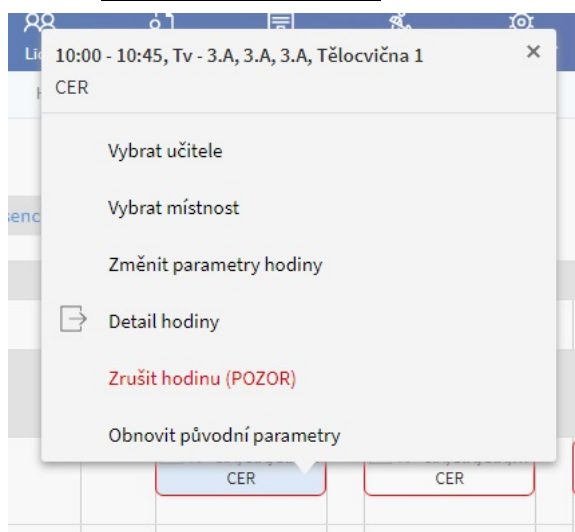 10:00 - 10:45, Tv - 3.A, 3.A, 3.A, Tělocvična 1
CER
Vybrat učitele
Vybrat místnost
Změnit parametry hodiny
Detail hodiny
Zrušit hodinu (POZOR)
Obnovit původní parametry
CER CER